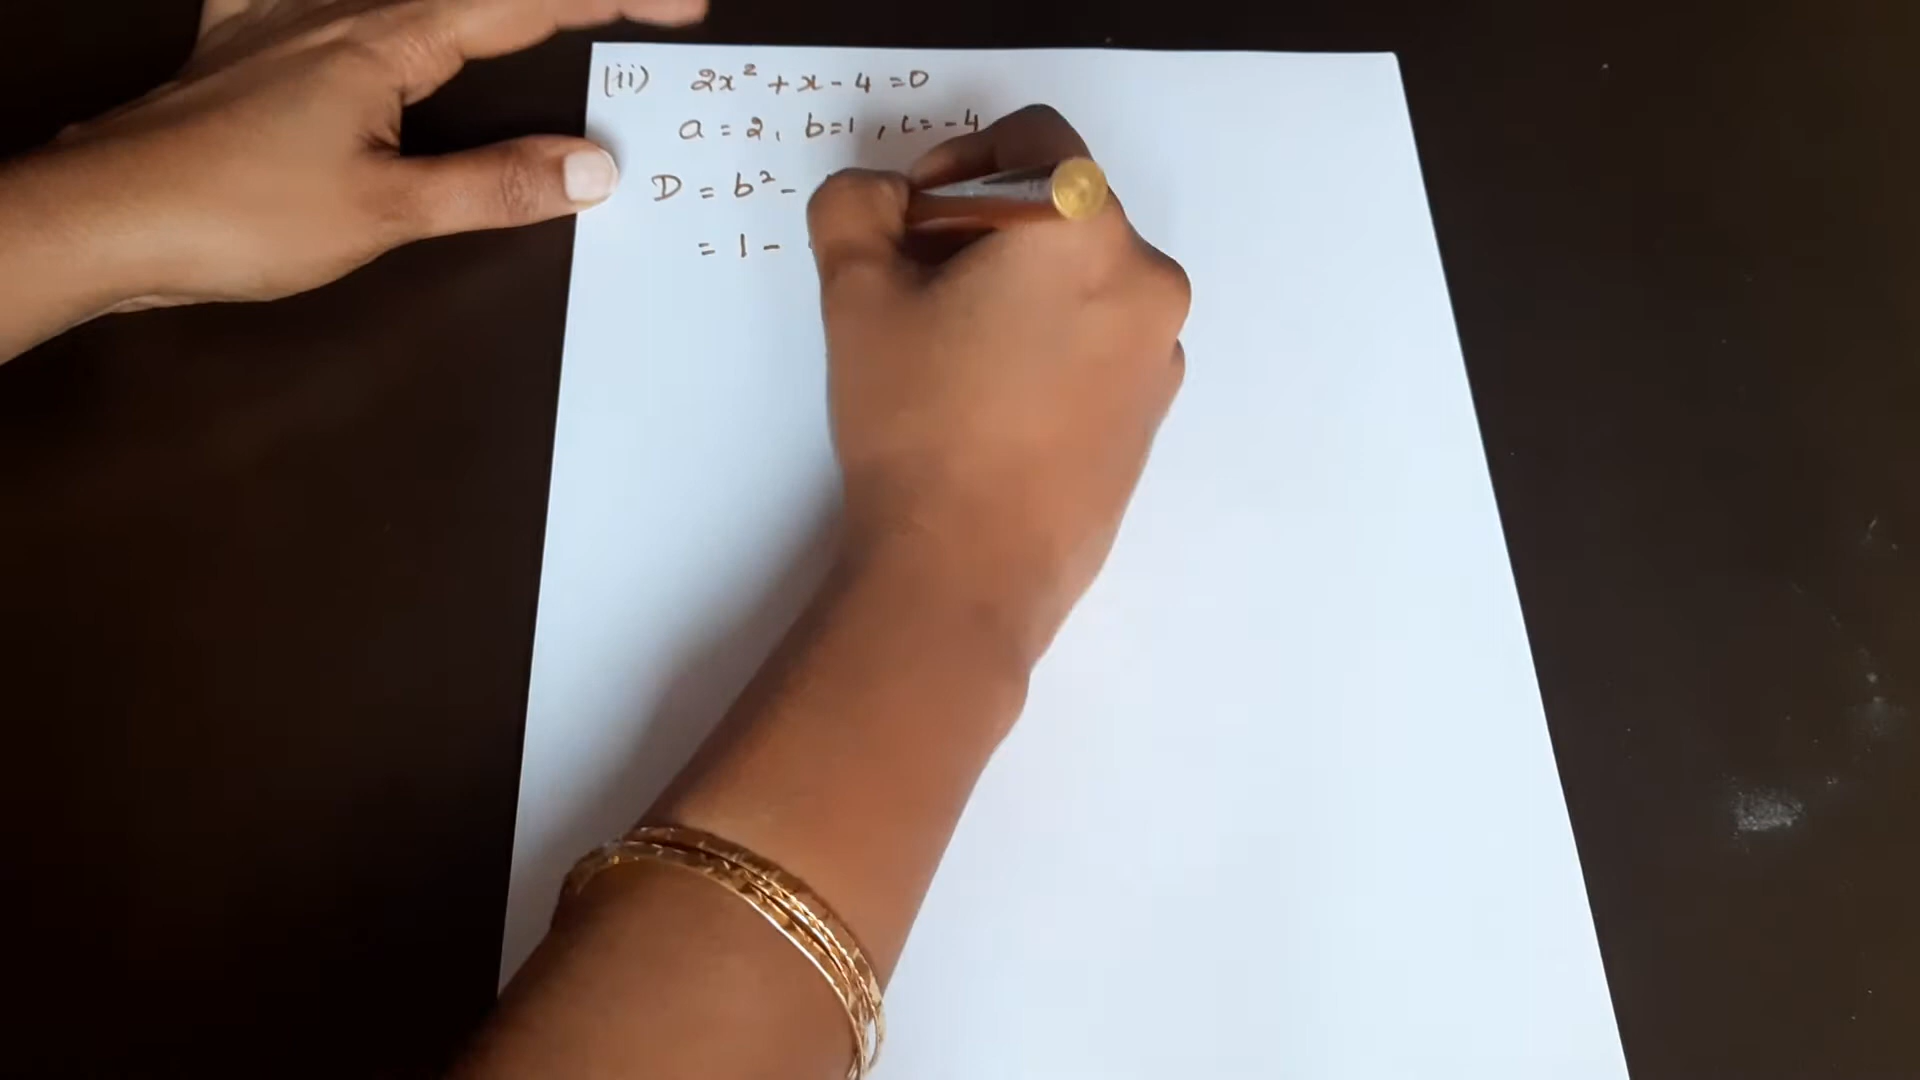 (ii) 2x² + x - 4 = 0
a = 2, b = 1, c = -4
D = b² -
= 1 -